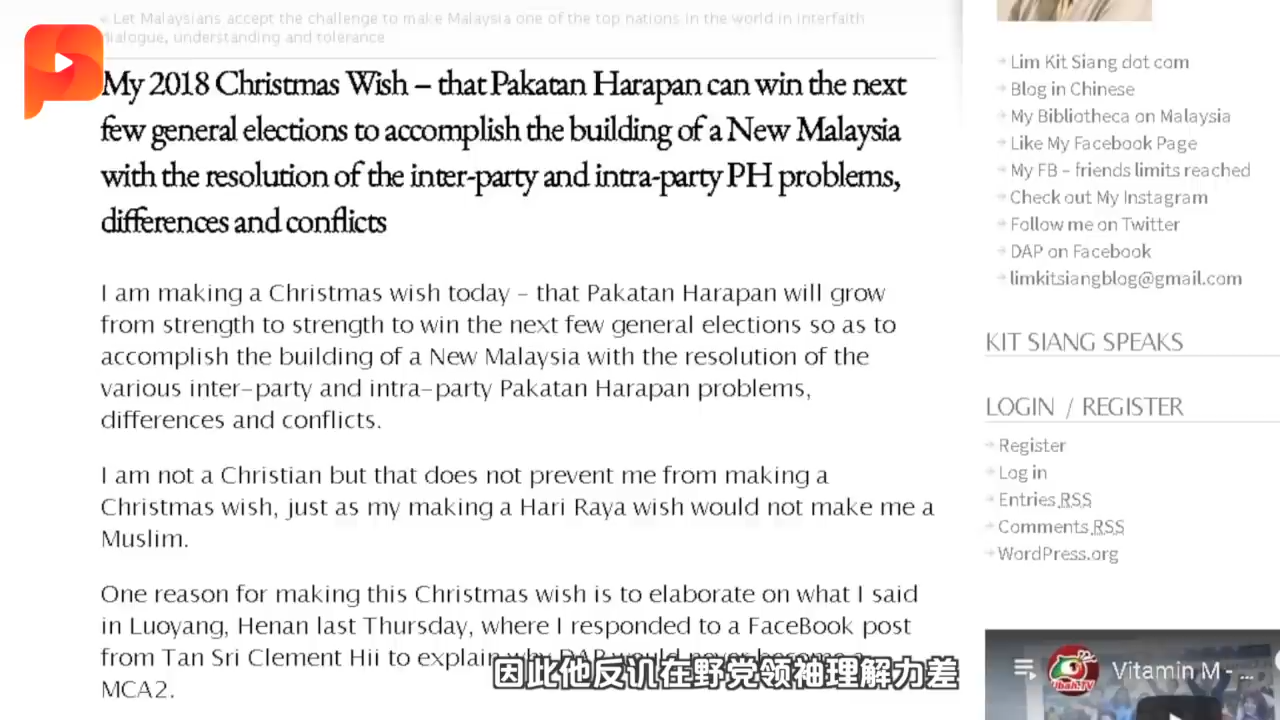 « Let Malaysians accept the challenge to make Malaysia one of the top nations in the world in interfaith
dialogue, understanding and tolerance
My 2018 Christmas Wish – that Pakatan Harapan can win the next
few general elections to accomplish the building of a New Malaysia
with the resolution of the inter-party and intra-party PH problems,
differences and conflicts
I am making a Christmas wish today – that Pakatan Harapan will grow
from strength to strength to win the next few general elections so as to
accomplish the building of a New Malaysia with the resolution of the
various inter–party and intra–party Pakatan Harapan problems,
differences and conflicts.
I am not a Christian but that does not prevent me from making a
Christmas wish, just as my making a Hari Raya wish would not make me a
Muslim.
One reason for making this Christmas wish is to elaborate on what I said
in Luoyang, Henan last Thursday, where I responded to a FaceBook post
from Tan Sri Clement Hii to explain why DAP would never become a
MCA2.
因此他反讥在野党领袖理解力差
Lim Kit Siang dot com
Blog in Chinese
My Bibliotheca on Malaysia
Like My Facebook Page
My FB – friends limits reached
Check out My Instagram
Follow me on Twitter
DAP on Facebook
limkitsiangblog@gmail.com
KIT SIANG SPEAKS
LOGIN / REGISTER
Register
Log in
Entries RSS
Comments RSS
WordPress.org
Ubah.TV
Vitamin M - ...